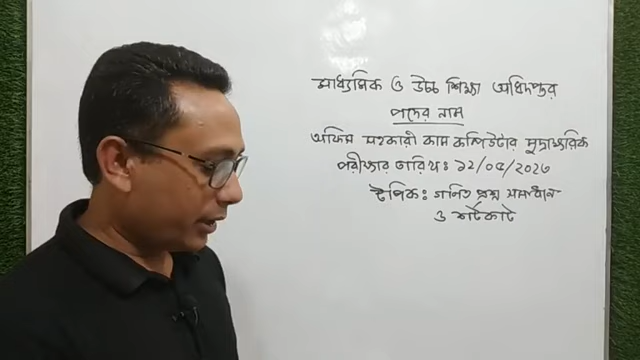 মাধ্যমিক ও উচ্চ শিক্ষা অধিদপ্তর
পদের নাম
অফিস সহকারী কাম কম্পিউটার মুদ্রাক্ষরিক
পরীক্ষার তারিখ: ১২/০৫/২০২৩
টপিক: গনিত প্রশ্ন সমাধান
ও শর্টকাট